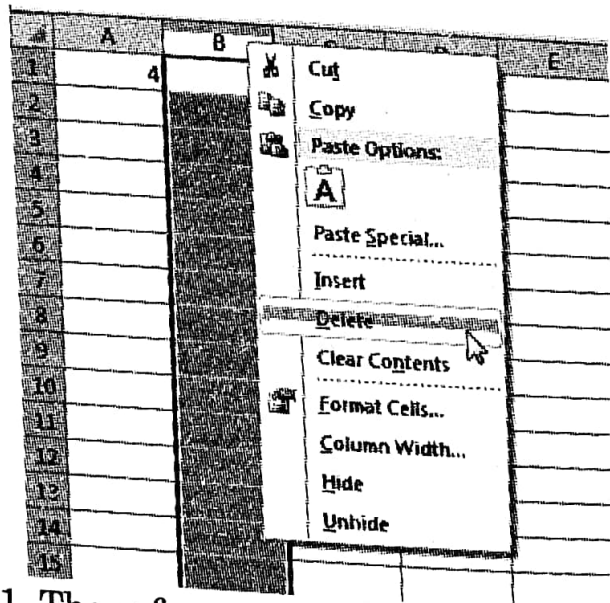 A B E
1 4
2
3
4
5
6
7
8
9
10
11
12
13
14
15
Cut
Copy
Paste Options:
A
Paste Special...
Insert
Delete
Clear Contents
Format Cells...
Column Width...
Hide
Unhide
1.